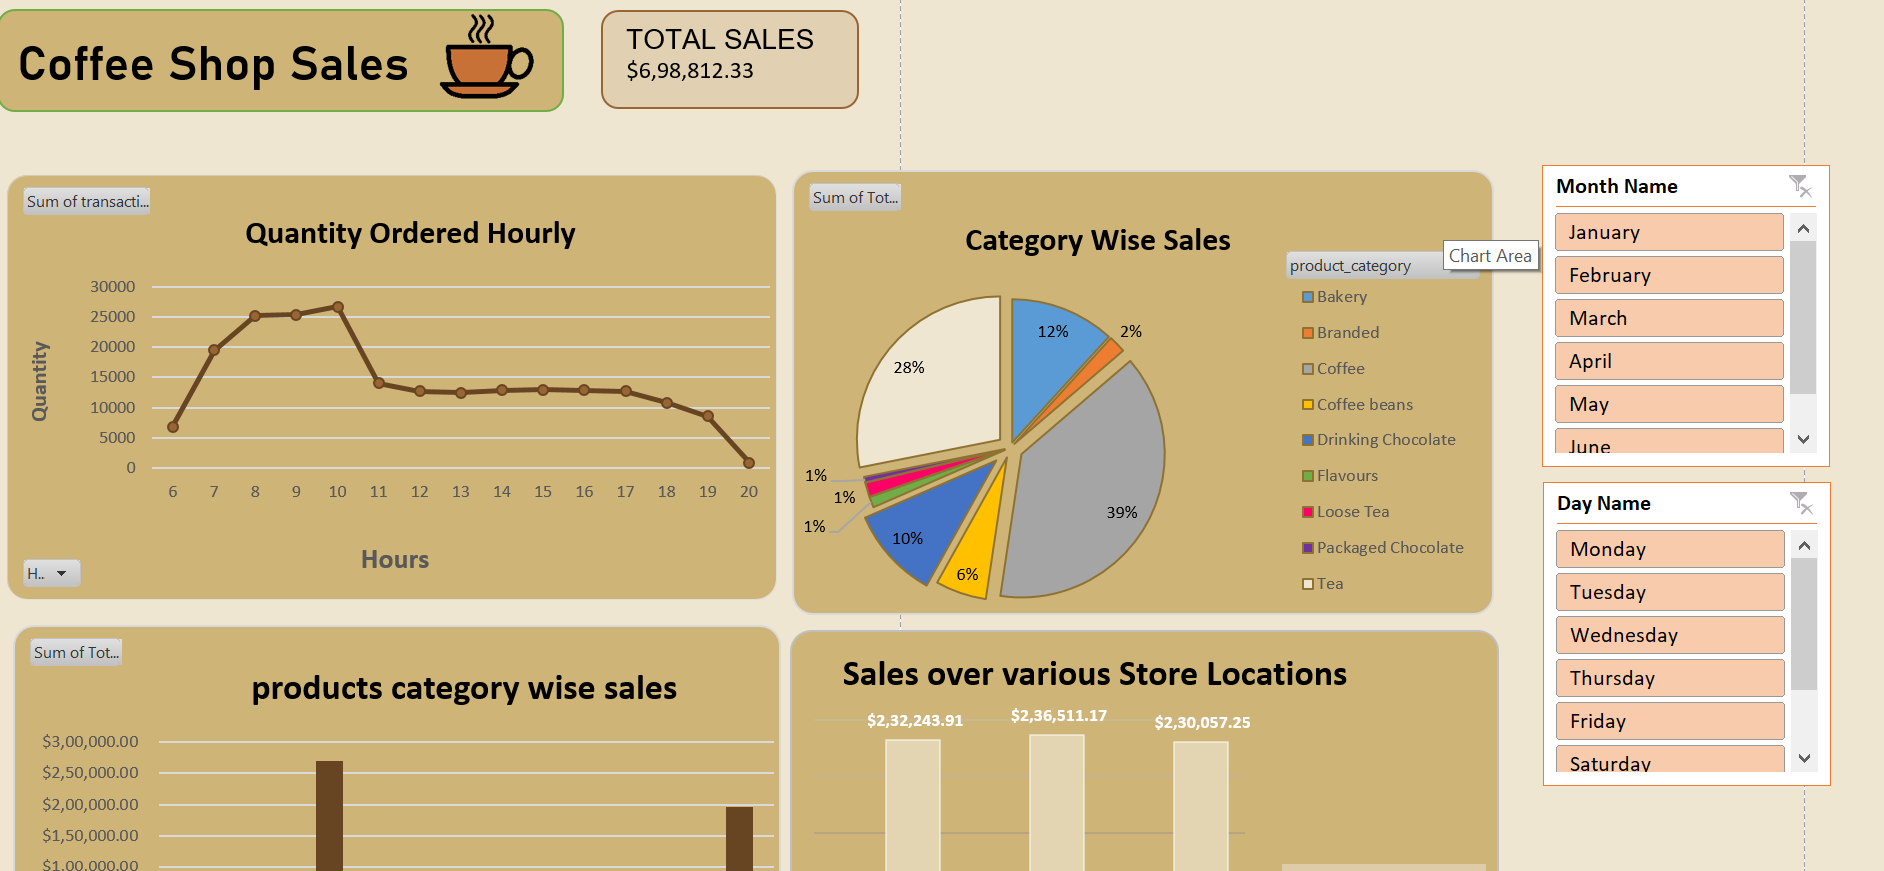 Coffee Shop Sales
TOTAL SALES
$6,98,812.33
Sum of transacti...
Quantity Ordered Hourly
Quantity
30000
25000
20000
15000
10000
5000
0
6 7 8 9 10 11 12 13 14 15 16 17 18 19 20
Hours
H..
Sum of Tot...
Category Wise Sales
product_category
Chart Area
Bakery
Branded
Coffee
Coffee beans
Drinking Chocolate
Flavours
Loose Tea
Packaged Chocolate
Tea
12%
2%
28%
1%
1%
1%
10%
6%
39%
Month Name
January
February
March
April
May
June
Day Name
Monday
Tuesday
Wednesday
Thursday
Friday
Saturday
Sum of Tot...
products category wise sales
$3,00,000.00
$2,50,000.00
$2,00,000.00
$1,50,000.00
$1,00,000.00
Sales over various Store Locations
$2,32,243.91
$2,36,511.17
$2,30,057.25